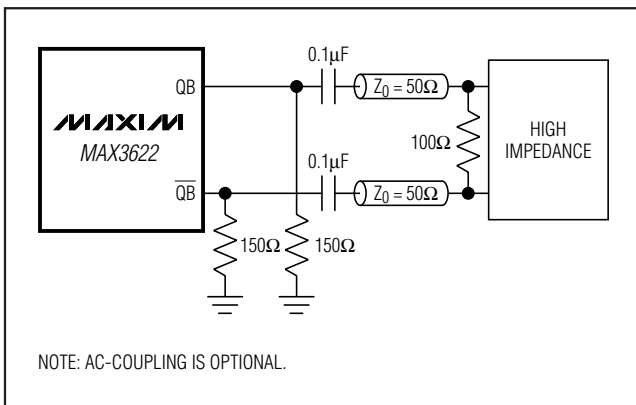 0.1µF
QB
Z₀ = 50Ω
MAXIM
MAX3622
100Ω
HIGH
IMPEDANCE
0.1µF
Q̅B̅
Z₀ = 50Ω
150Ω
150Ω
NOTE: AC-COUPLING IS OPTIONAL.